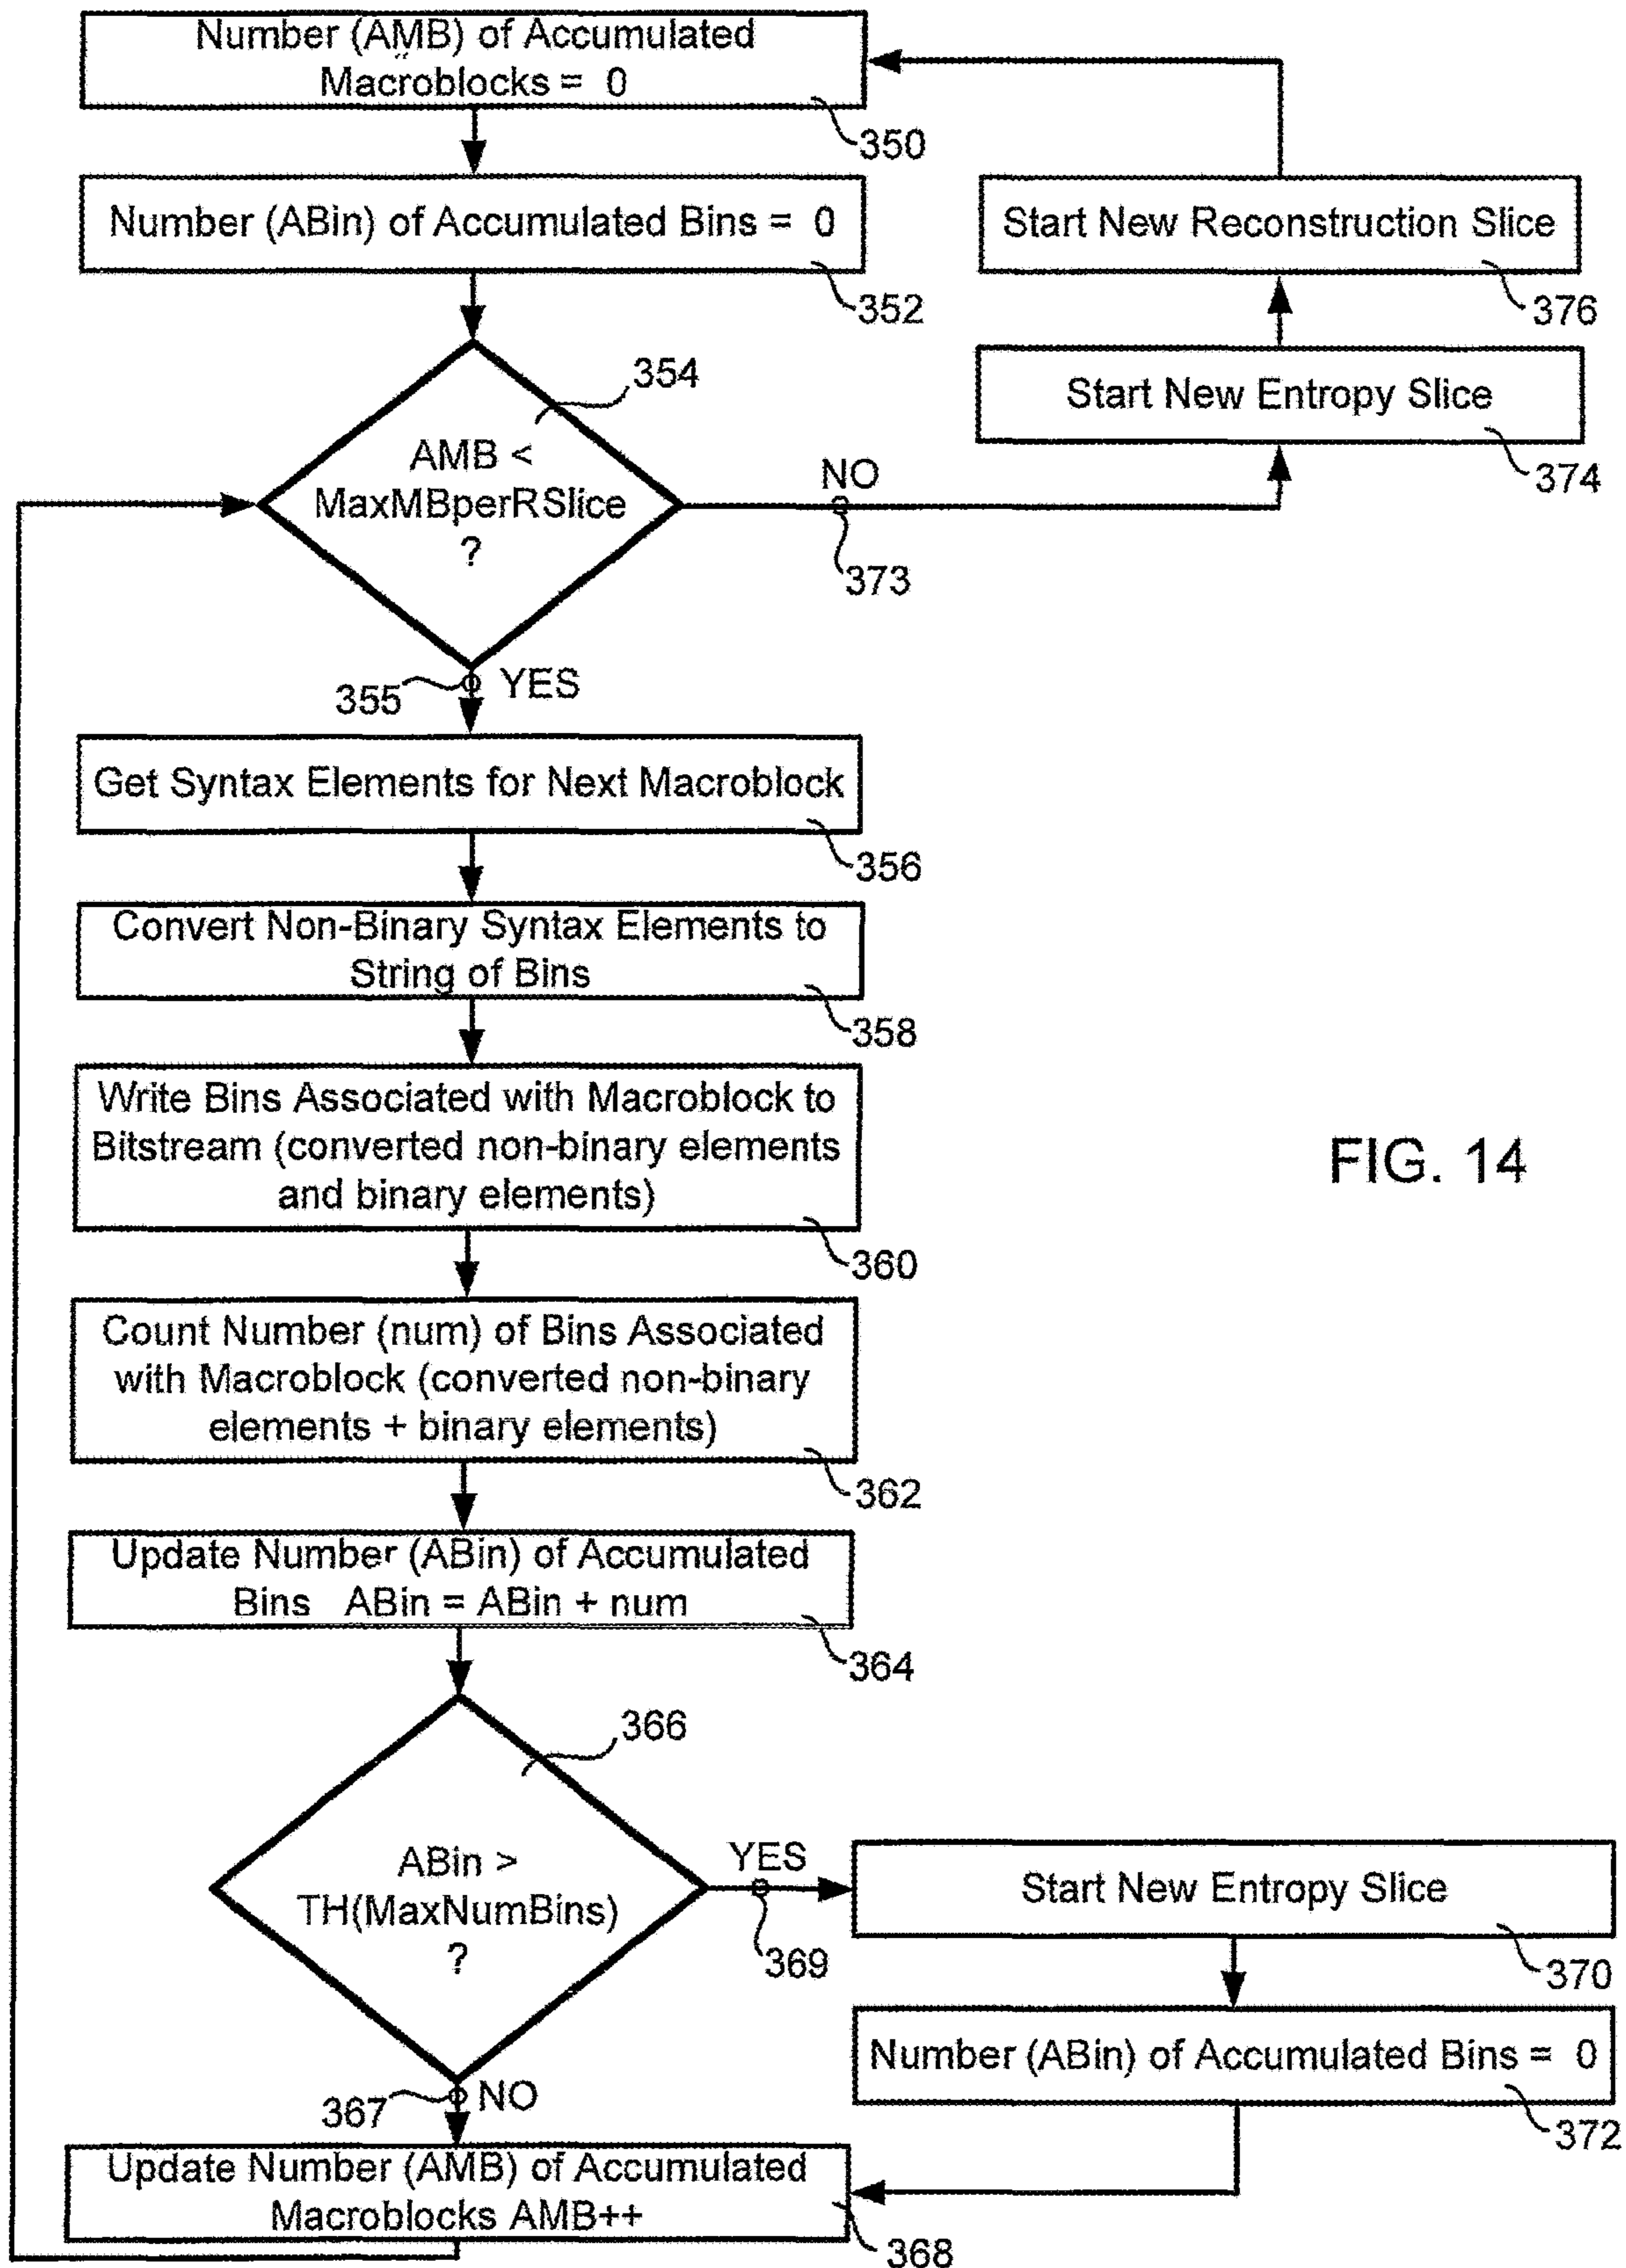 Number (AMB) of Accumulated
Macroblocks = 0
350
Number (ABin) of Accumulated Bins = 0
352
Start New Reconstruction Slice
376
Start New Entropy Slice
374
354
AMB <
MaxMBperRSlice
?
NO
373
355
YES
Get Syntax Elements for Next Macroblock
356
Convert Non-Binary Syntax Elements to
String of Bins
358
Write Bins Associated with Macroblock to
Bitstream (converted non-binary elements
and binary elements)
360
FIG. 14
Count Number (num) of Bins Associated
with Macroblock (converted non-binary
elements + binary elements)
362
Update Number (ABin) of Accumulated
Bins ABin = ABin + num
364
366
ABin >
TH(MaxNumBins)
?
YES
369
Start New Entropy Slice
370
Number (ABin) of Accumulated Bins = 0
372
367
NO
Update Number (AMB) of Accumulated
Macroblocks AMB++
368